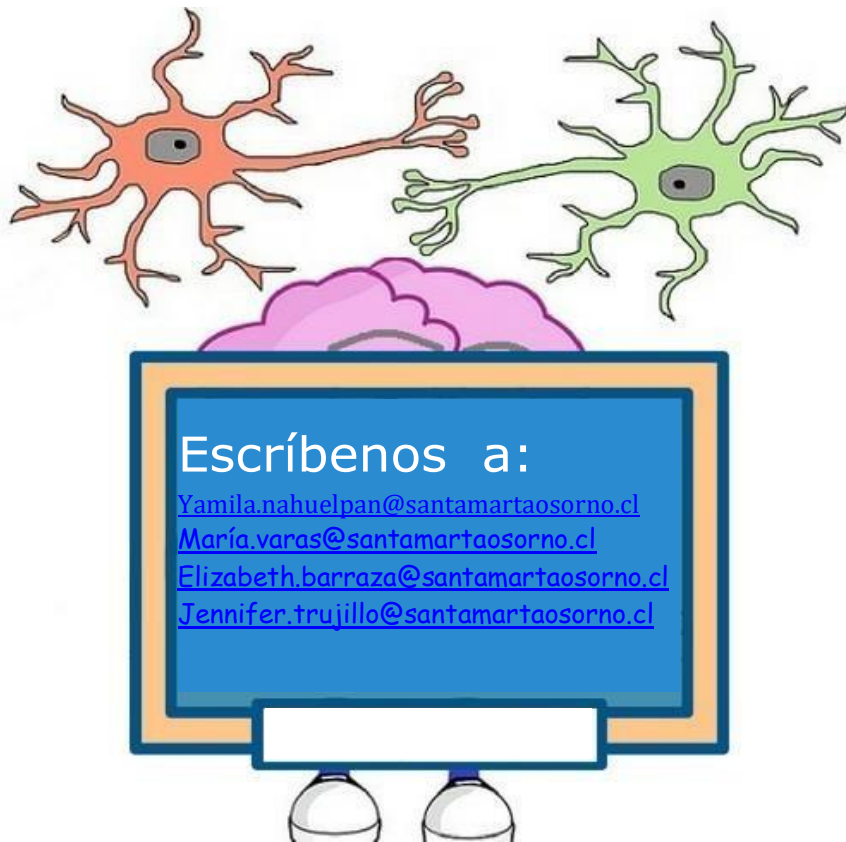 Escríbenos a:
Yamila.nahuelpan@santamartaosorno.cl
María.varas@santamartaosorno.cl
Elizabeth.barraza@santamartaosorno.cl
Jennifer.trujillo@santamartaosorno.cl